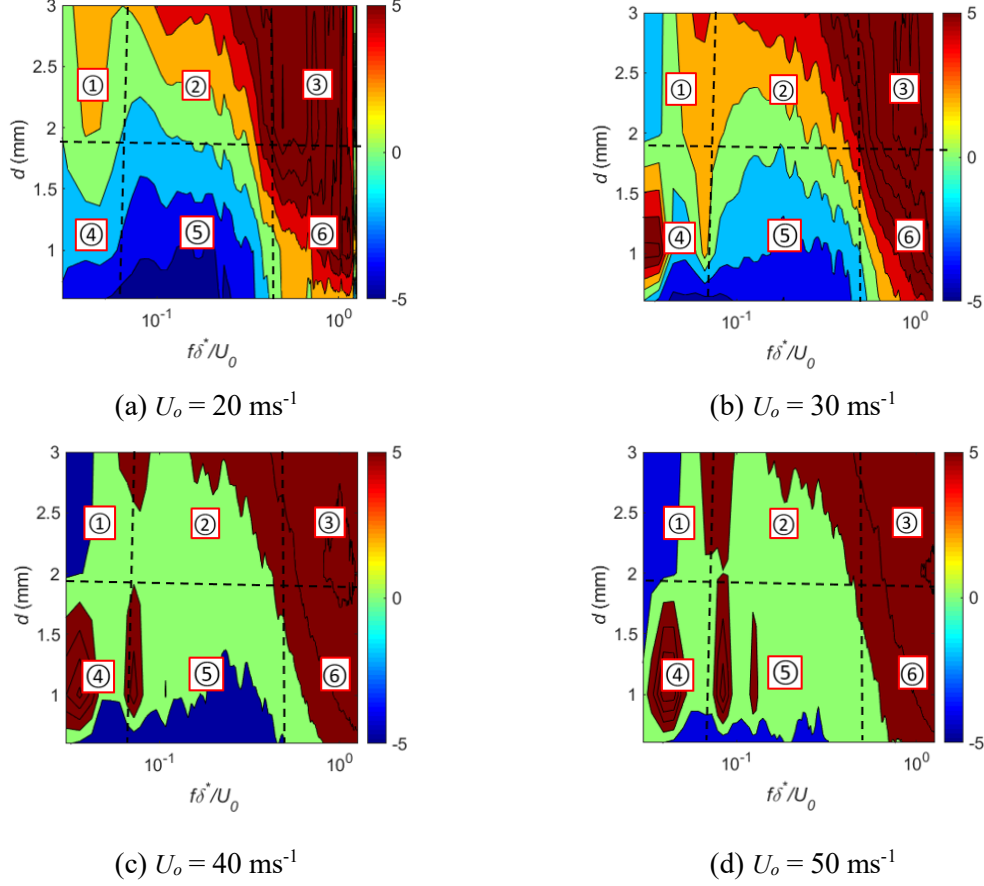 3
2.5
2
1.5
1
d (mm)
① ② ③
④ ⑤ ⑥
10⁻¹ 10⁰
fδ*/U₀
5
0
-5
(a) Uₒ = 20 ms⁻¹
3
2.5
2
1.5
1
d (mm)
① ② ③
④ ⑤ ⑥
10⁻¹ 10⁰
fδ*/U₀
5
0
-5
(b) Uₒ = 30 ms⁻¹
3
2.5
2
1.5
1
d (mm)
① ② ③
④ ⑤ ⑥
10⁻¹ 10⁰
fδ*/U₀
5
0
-5
(c) Uₒ = 40 ms⁻¹
3
2.5
2
1.5
1
d (mm)
① ② ③
④ ⑤ ⑥
10⁻¹ 10⁰
fδ*/U₀
5
0
-5
(d) Uₒ = 50 ms⁻¹